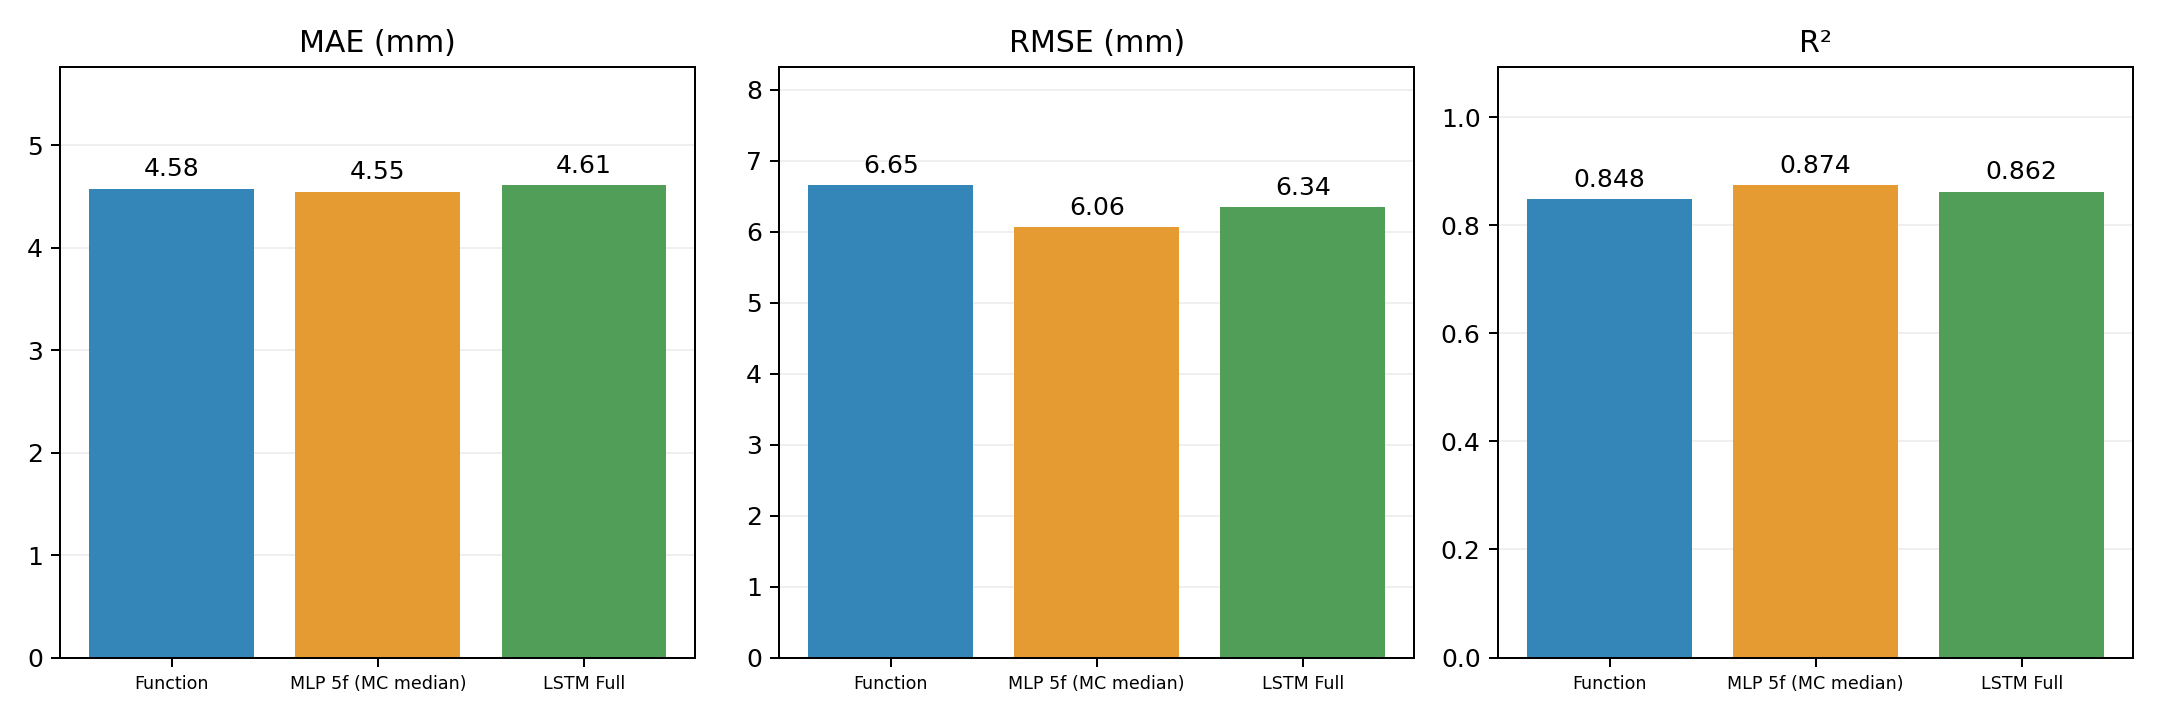 MAE (mm)
5
4
3
2
1
0
4.58
4.55
4.61
Function
MLP 5f (MC median)
LSTM Full
RMSE (mm)
8
7
6
5
4
3
2
1
0
6.65
6.06
6.34
Function
MLP 5f (MC median)
LSTM Full
R²
1.0
0.8
0.6
0.4
0.2
0.0
0.848
0.874
0.862
Function
MLP 5f (MC median)
LSTM Full